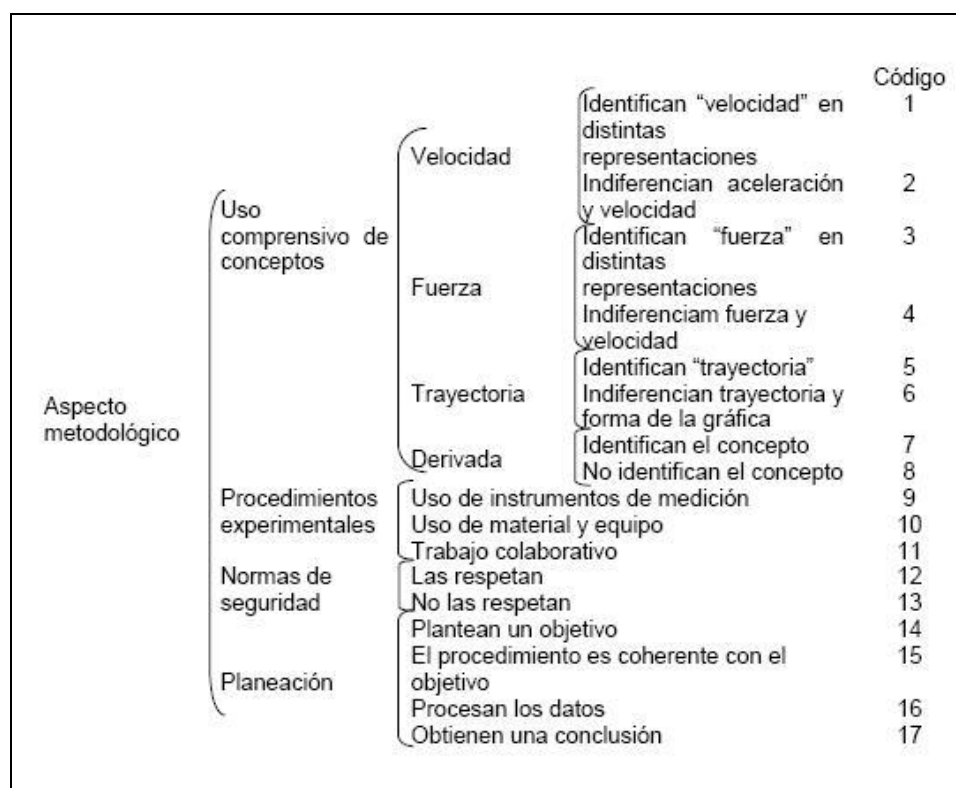 Código
Identifican “velocidad” en 1
distintas
representaciones
Velocidad
Indiferencian aceleración 2
y velocidad
Uso
comprensivo de
conceptos
Identifican “fuerza” en 3
distintas
representaciones
Fuerza
Indiferenciam fuerza y 4
velocidad
Identifican “trayectoria” 5
Trayectoria
Indiferencian trayectoria y 6
forma de la gráfica
Aspecto
metodológico
Derivada
Identifican el concepto 7
No identifican el concepto 8
Procedimientos
experimentales
Uso de instrumentos de medición 9
Uso de material y equipo 10
Trabajo colaborativo 11
Normas de
seguridad
Las respetan 12
No las respetan 13
Planeación
Plantean un objetivo 14
El procedimiento es coherente con el 15
objetivo
Procesan los datos 16
Obtienen una conclusión 17